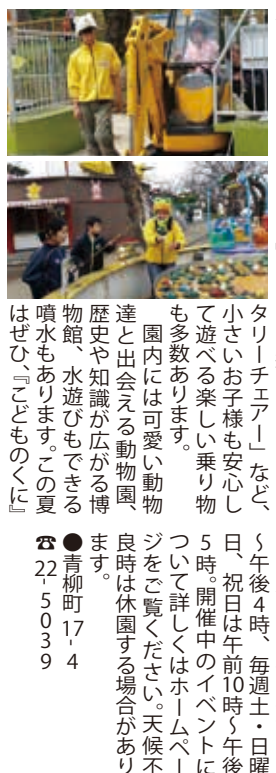 タリーチェアー」など、
小さいお子様も安心し
て遊べる楽しい乗り物
も多数あります。
　園内には可愛い動物
達と出会える動物園、
歴史や知識が広がる博
物館、水遊びもできる
噴水もあります。この夏
はぜひ、『こどものくに』
〜午後4時、毎週土・日曜
日、祝日は午前10時〜午後
5時。開催中のイベントに
ついて詳しくはホームペー
ジをご覧ください。天候不
良時は休園する場合があり
ます。
●青柳町17-4
☎22-5039